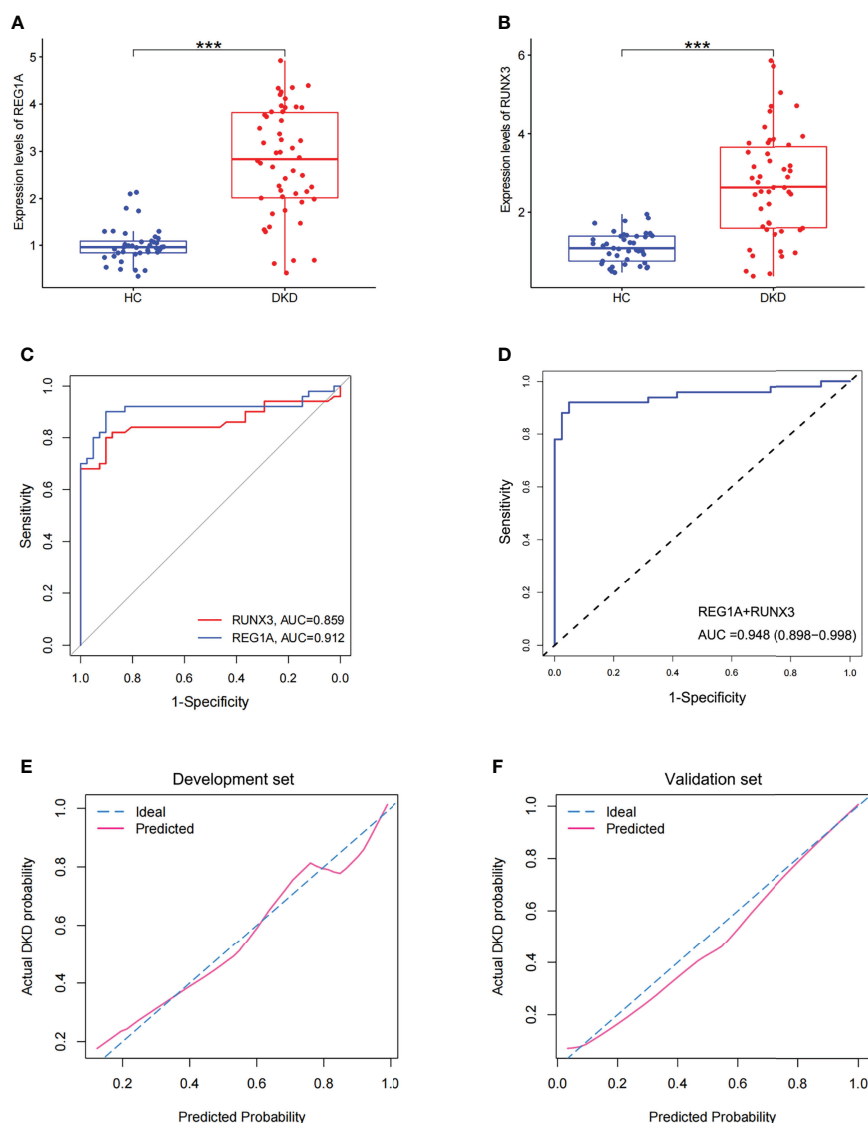 A
***
Expression levels of REG1A
5
4
3
2
1
HC
DKD
B
***
Expression levels of RUNX3
6
4
2
HC
DKD
C
Sensitivity
1.0
0.8
0.6
0.4
0.2
0.0
RUNX3, AUC=0.859
REG1A, AUC=0.912
1.0 0.8 0.6 0.4 0.2 0.0
1-Specificity
D
Sensitivity
1.0
0.8
0.6
0.4
0.2
0.0
REG1A+RUNX3
AUC =0.948 (0.898−0.998)
0.0 0.2 0.4 0.6 0.8 1.0
1-Specificity
E
Development set
Ideal
Predicted
Actual DKD probability
1.0
0.8
0.6
0.4
0.2
0.2 0.4 0.6 0.8 1.0
Predicted Probability
F
Validation set
Ideal
Predicted
Actual DKD probability
1.0
0.8
0.6
0.4
0.2
0.0 0.2 0.4 0.6 0.8 1.0
Predicted Probability